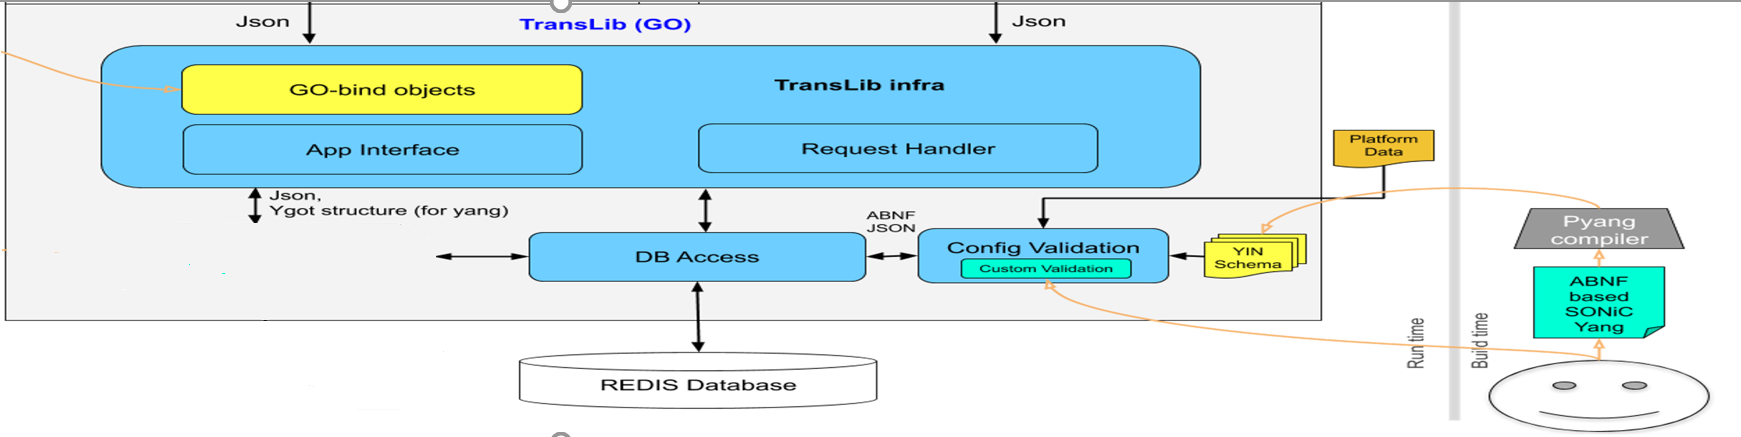 Json
TransLib (GO)
Json
GO-bind objects
TransLib infra
App Interface
Request Handler
Platform
Data
Json,
Ygot structure (for yang)
ABNF
JSON
DB Access
Config Validation
Custom Validation
YIN
Schema
Pyang
compiler
ABNF
based
SONiC
Yang
Run time
Build time
REDIS Database